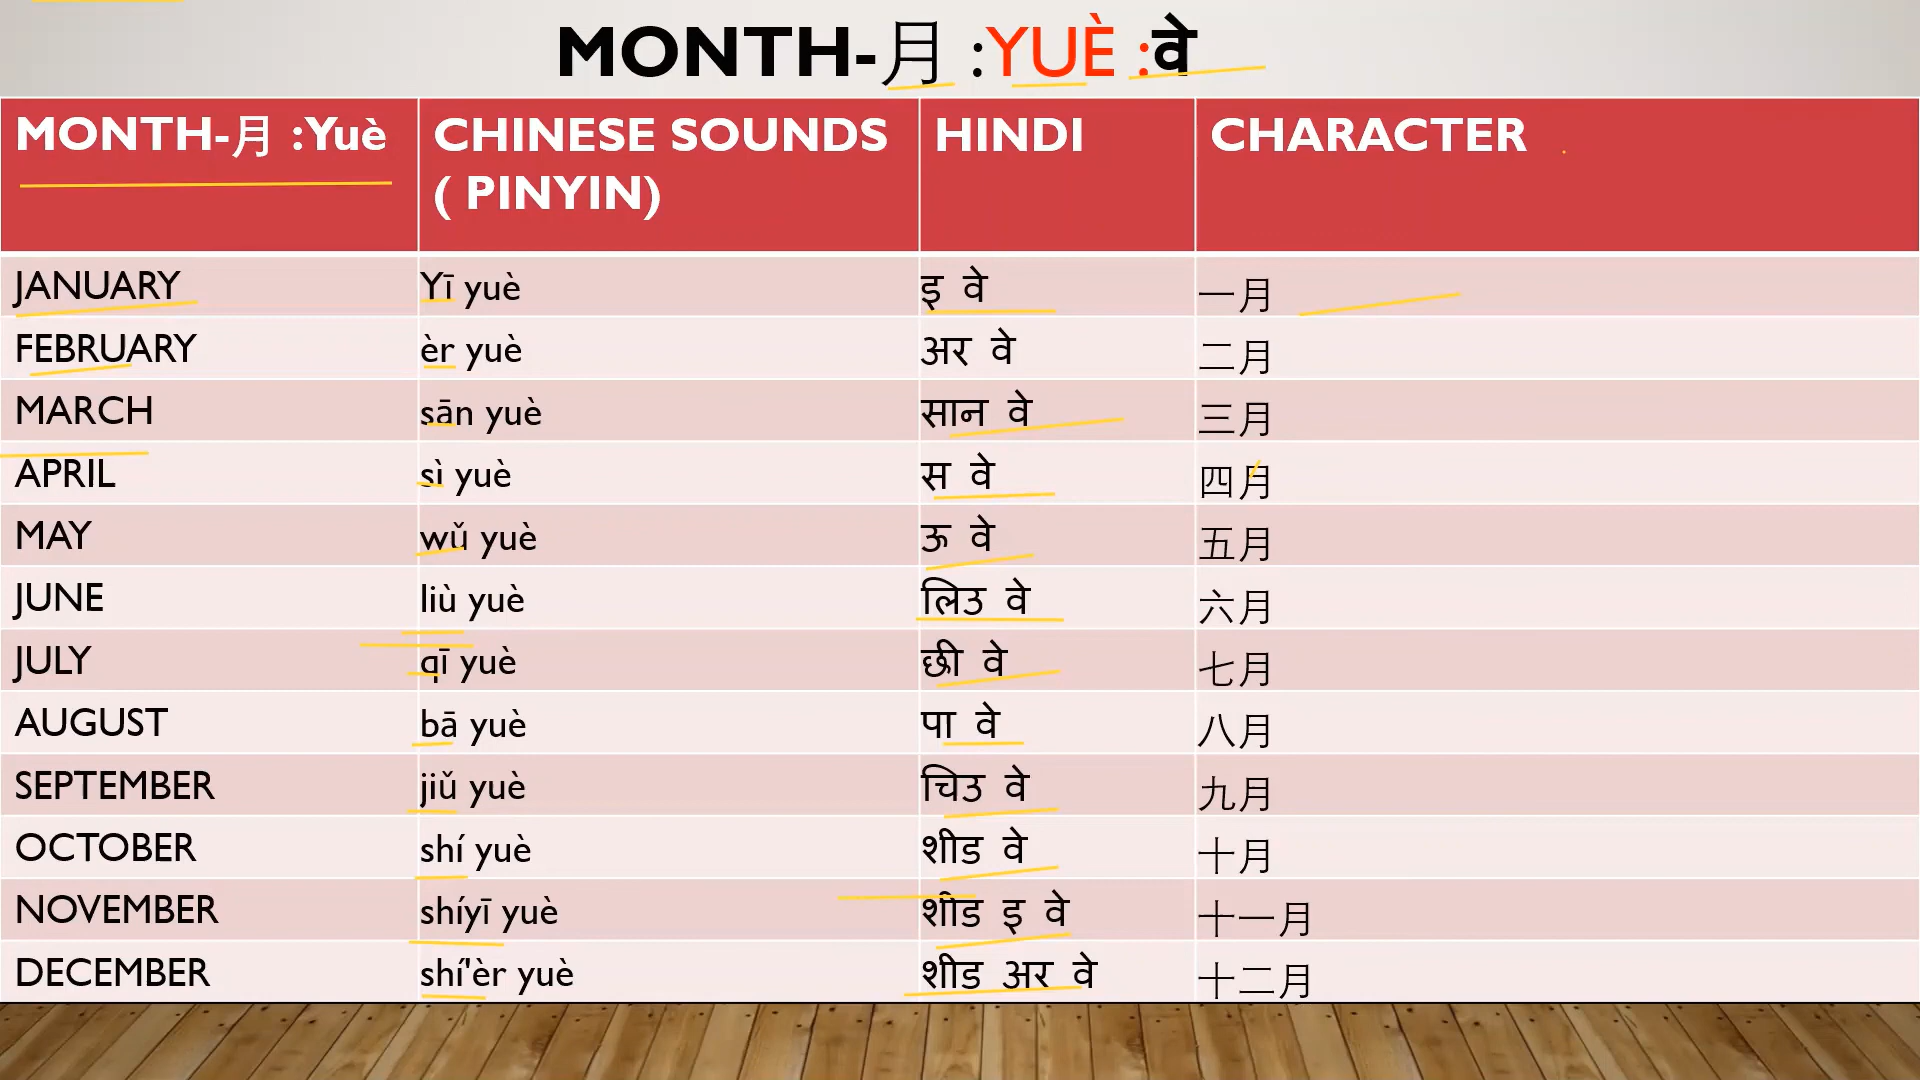 MONTH-月 :YUÈ :वे
MONTH-月 :Yuè CHINESE SOUNDS HINDI CHARACTER
( PINYIN)
JANUARY Yī yuè इ वे 一月
FEBRUARY èr yuè अर वे 二月
MARCH sān yuè सान वे 三月
APRIL sì yuè स वे 四月
MAY wǔ yuè ऊ वे 五月
JUNE liù yuè लिउ वे 六月
JULY qī yuè छी वे 七月
AUGUST bā yuè पा वे 八月
SEPTEMBER jiǔ yuè चिउ वे 九月
OCTOBER shí yuè शीड वे 十月
NOVEMBER shíyī yuè शीड इ वे 十一月
DECEMBER shí'èr yuè शीड अर वे 十二月